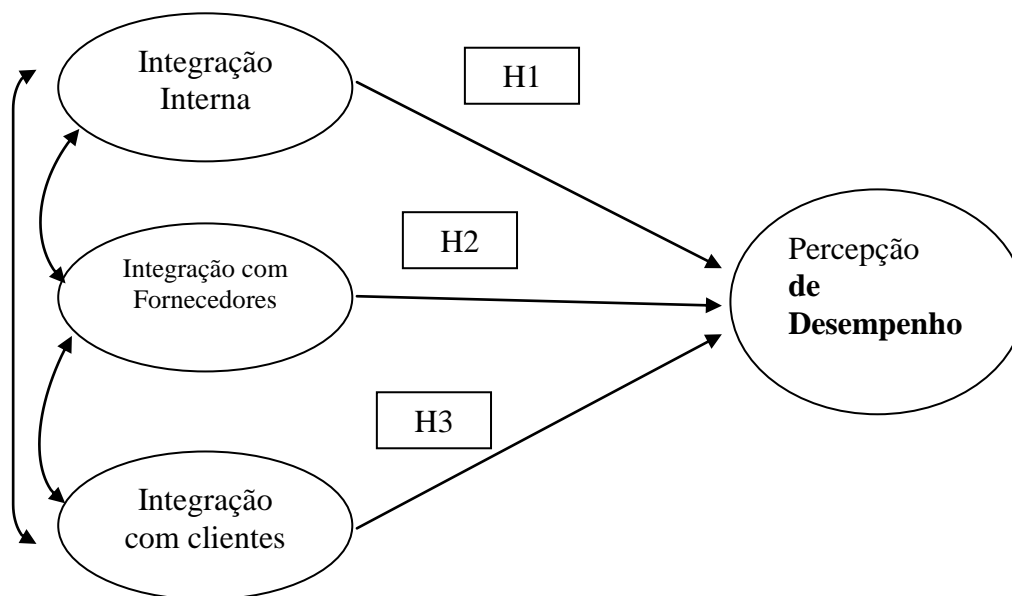 Integração
Interna
H1
Integração com
Fornecedores
H2
Percepção
de
Desempenho
H3
Integração
com clientes